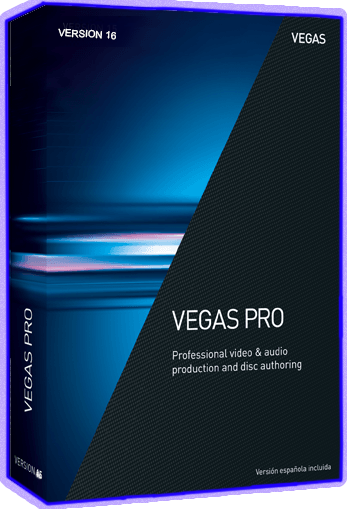 VERSION 16
VEGAS
VEGAS PRO
Professional video & audio
production and disc authoring
Versión española incluida
VEGAS PRO
VERSION 16